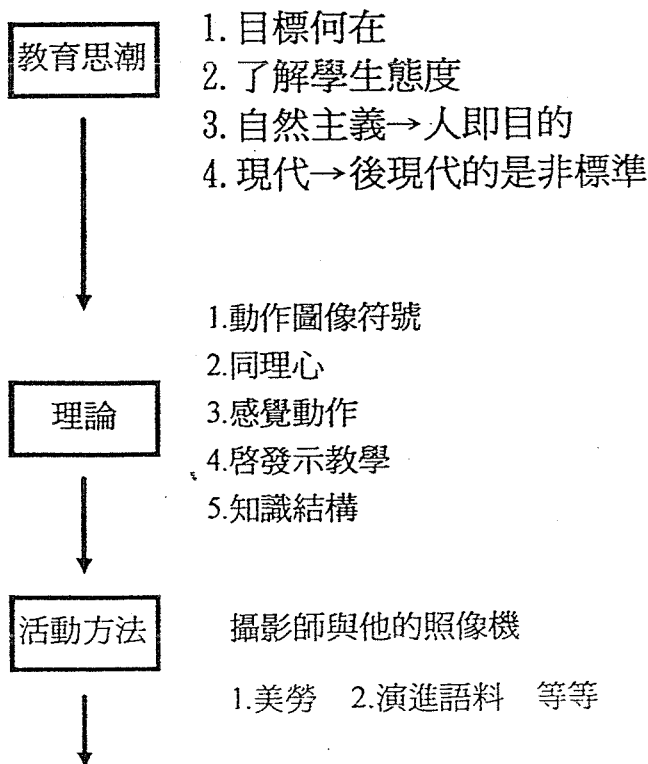 教育思潮
1. 目標何在
2. 了解學生態度
3. 自然主義→人即目的
4. 現代→後現代的是非標準
理論
1.動作圖像符號
2.同理心
3.感覺動作
4.啓發示教學
5.知識結構
活動方法
攝影師與他的照像機
1.美勞 2.演進語料 等等